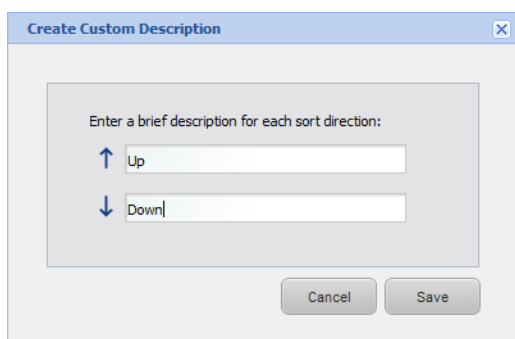 Create Custom Description
Enter a brief description for each sort direction:
Up
Down
Cancel Save